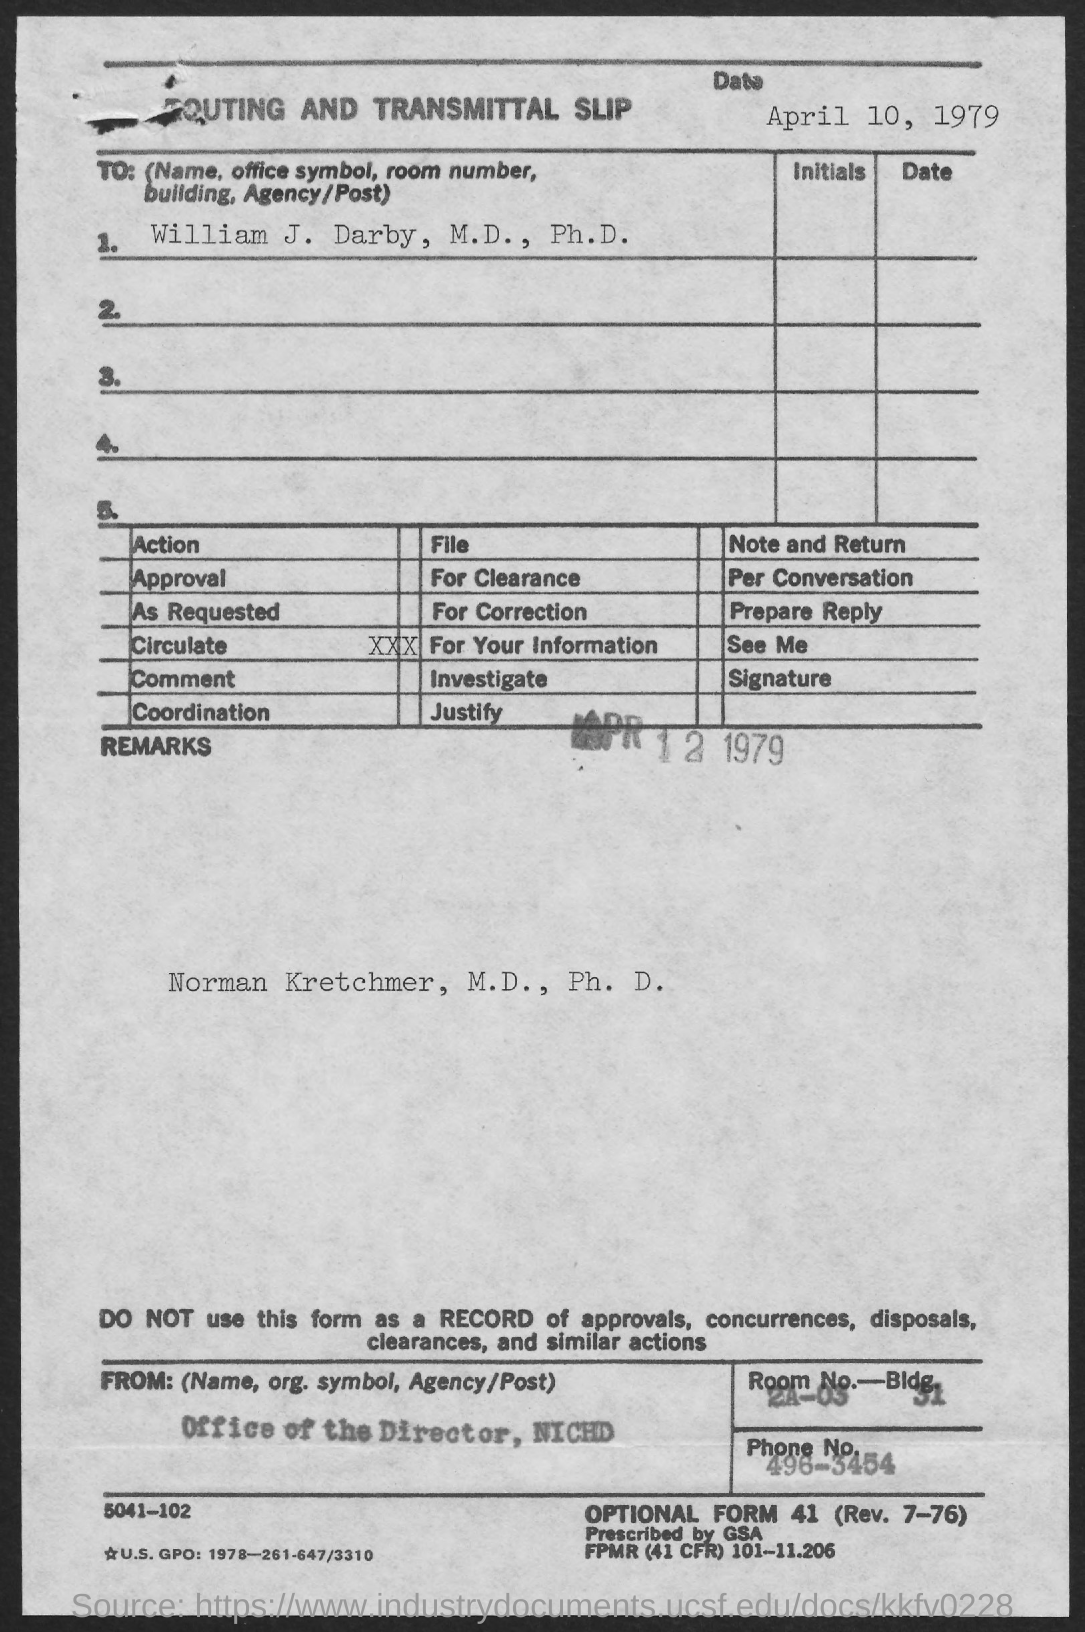 Date
ROUTING AND TRANSMITTAL SLIP
April 10, 1979
TO: (Name, office symbol, room number,
building, Agency/Post)
Initials
Date
1. William J. Darby, M.D., Ph.D.
2.
3.
4.
5.
Action File Note and Return
Approval For Clearance Per Conversation
As Requested For Correction Prepare Reply
Circulate XXX For Your Information See Me
Comment Investigate Signature
Coordination Justify
REMARKS
APR 12 1979
Norman Kretchmer, M.D., Ph. D.
DO NOT use this form as a RECORD of approvals, concurrences, disposals,
clearances, and similar actions
FROM: (Name, org. symbol, Agency/Post)
Office of the Director, NICHD
Room No.—Bldg.
2A-03 31
Phone No.
496-3454
5041-102
OPTIONAL FORM 41 (Rev. 7-76)
Prescribed by GSA
☆U.S. GPO: 1978—261-647/3310
FPMR (41 CFR) 101-11.206
Source: https://www.industrydocuments.ucsf.edu/docs/kkfv0228